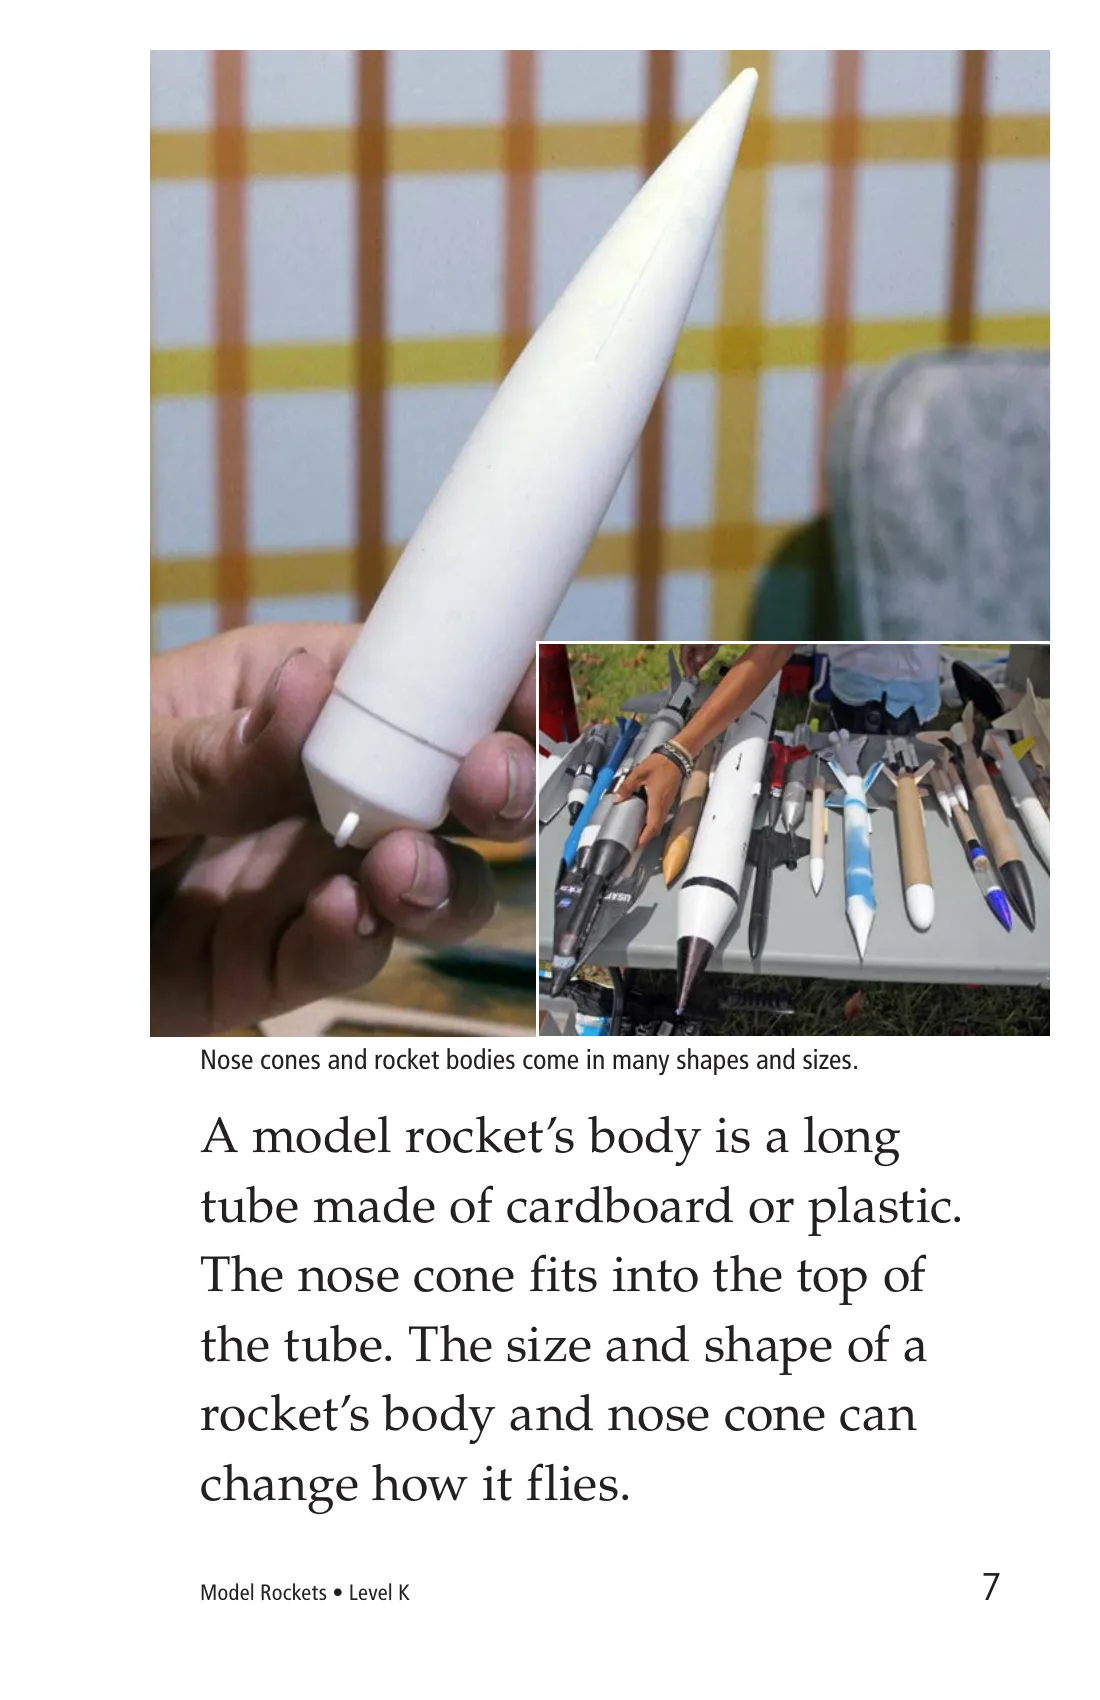 USAF
Nose cones and rocket bodies come in many shapes and sizes.
A model rocket’s body is a long
tube made of cardboard or plastic.
The nose cone fits into the top of
the tube. The size and shape of a
rocket’s body and nose cone can
change how it flies.
Model Rockets • Level K
7